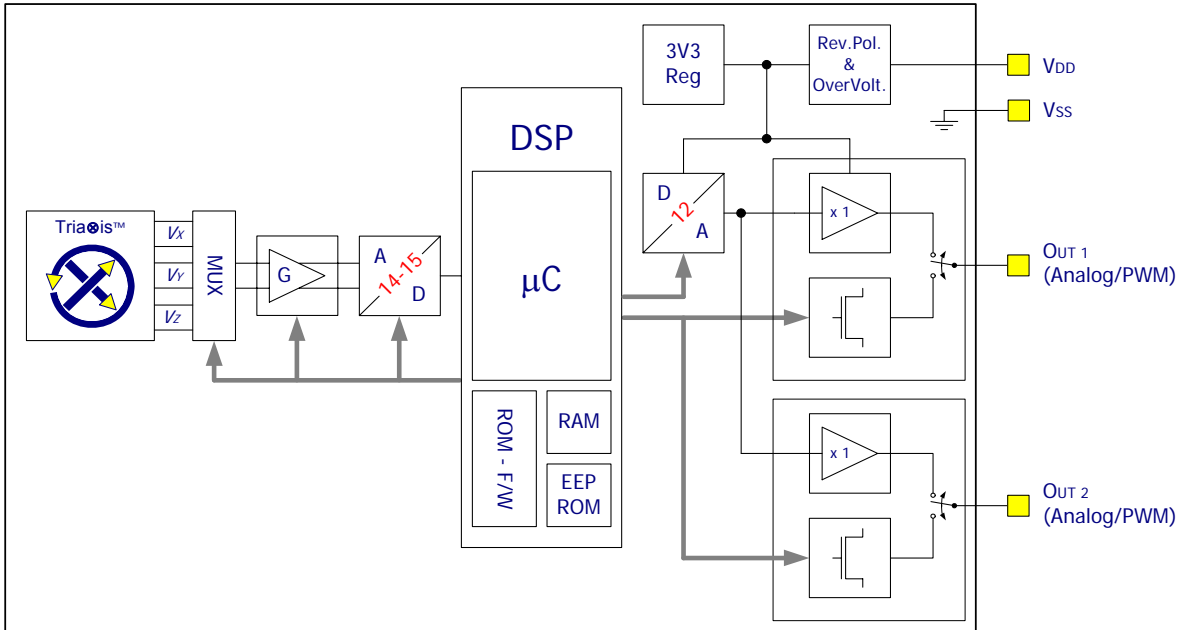 3V3
Reg
Rev.Pol.
&
OverVolt.
VDD
VSS
DSP
μC
ROM - F/W
RAM
EEP
ROM
Tria⊗is™
VX
VY
VZ
MUX
G
A
14-15
D
D
12
A
x 1
OUT 1
(Analog/PWM)
x 1
OUT 2
(Analog/PWM)